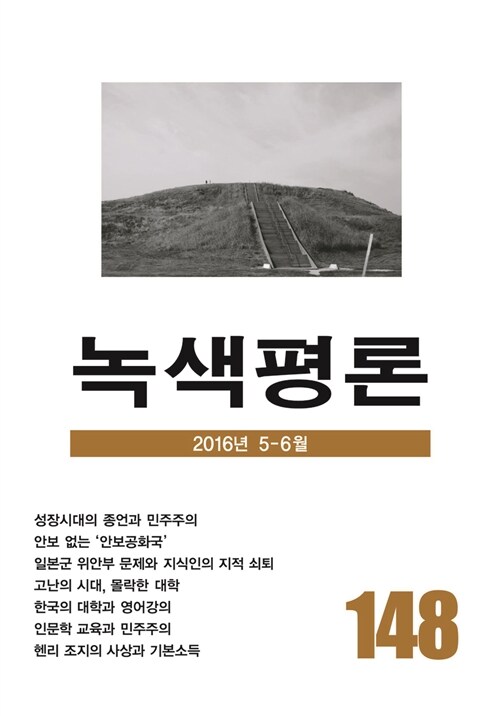 녹색평론
2016년 5-6월
성장시대의 종언과 민주주의
안보 없는 ‘안보공화국’
일본군 위안부 문제와 지식인의 지적 쇠퇴
고난의 시대, 몰락한 대학
한국의 대학과 영어강의
인문학 교육과 민주주의
헨리 조지의 사상과 기본소득
148